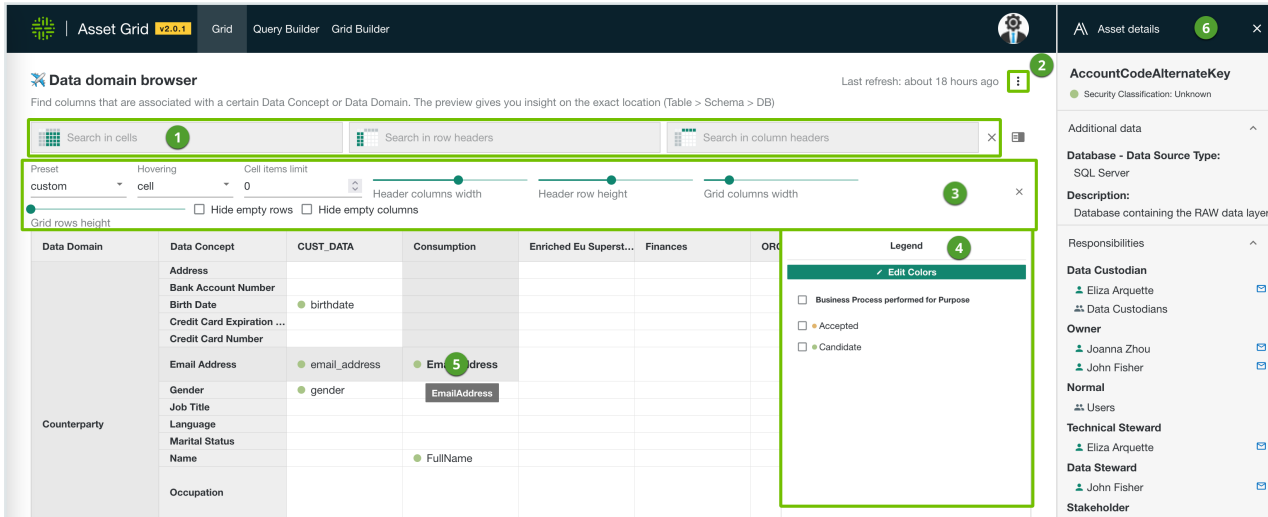 Asset Grid v2.0.1 Grid Query Builder Grid Builder
Asset details 6
2
Data domain browser
Last refresh: about 18 hours ago
Find columns that are associated with a certain Data Concept or Data Domain. The preview gives you insight on the exact location (Table > Schema > DB)
Search in cells 1 Search in row headers Search in column headers
Preset Hovering Cell items limit
custom cell 0
Header columns width Header row height Grid columns width 3
Grid rows height Hide empty rows Hide empty columns
Data Domain Data Concept CUST_DATA Consumption Enriched Eu Superst... Finances
Counterparty
Address
Bank Account Number
Birth Date birthdate
Credit Card Expiration ...
Credit Card Number
Email Address email_address 5
Gender gender EmailAddress
Job Title
Language
Marital Status
Name FullName
Occupation
Legend 4
Edit Colors
Business Process performed for Purpose
Accepted
Candidate
AccountCodeAlternateKey
Security Classification: Unknown
Additional data
Database - Data Source Type:
SQL Server
Description:
Database containing the RAW data layer
Responsibilities
Data Custodian
Eliza Arquette
Data Custodians
Owner
Joanna Zhou
John Fisher
Normal
Users
Technical Steward
Eliza Arquette
Data Steward
John Fisher
Stakeholder